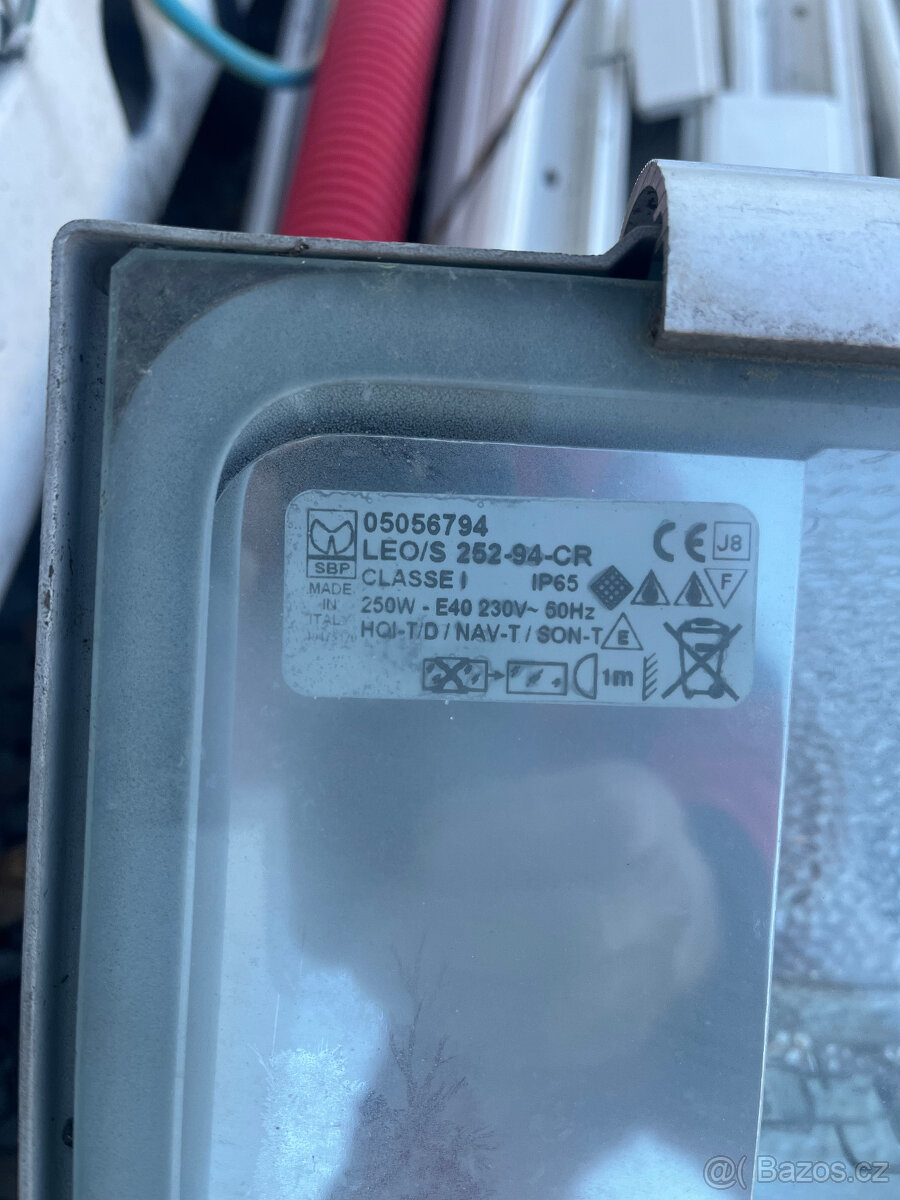 05056794
LEO/S 252-94-CR
CE J8
SBP
CLASSE I IP65 F
MADE
IN
ITALY
250W - E40 230V~ 50Hz
HQI-T/D / NAV-T / SON-T E
1m
@( Bazos.cz